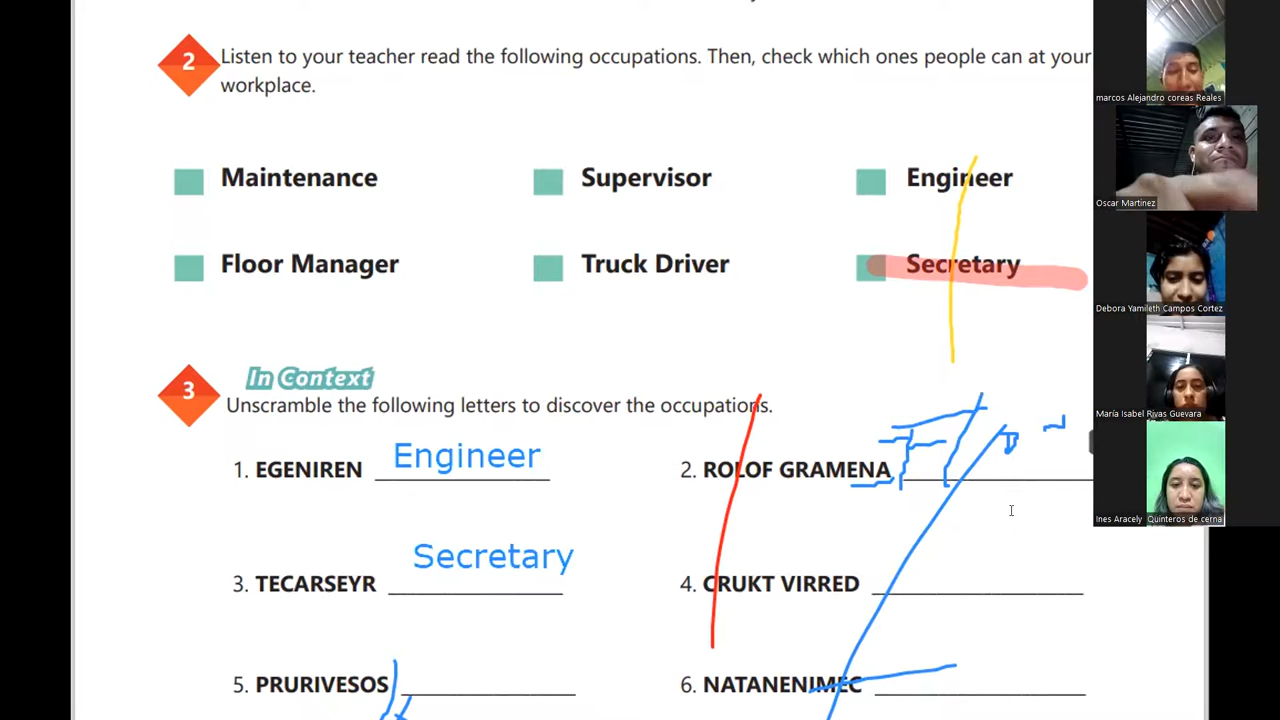 2 Listen to your teacher read the following occupations. Then, check which ones people can at your
workplace.
Maintenance Supervisor Engineer
Floor Manager Truck Driver Secretary
3 In Context
Unscramble the following letters to discover the occupations.
1. EGENIREN Engineer 2. ROLOF GRAMENA
3. TECARSEYR Secretary 4. CRUKT VIRRED
5. PRURIVESOS 6. NATANENIMEC
marcos Alejandro coreas Reales
Oscar Martinez
Debora Yamileth Campos Cortez
María Isabel Rivas Guevara
Ines Aracely Quinteros de cerna